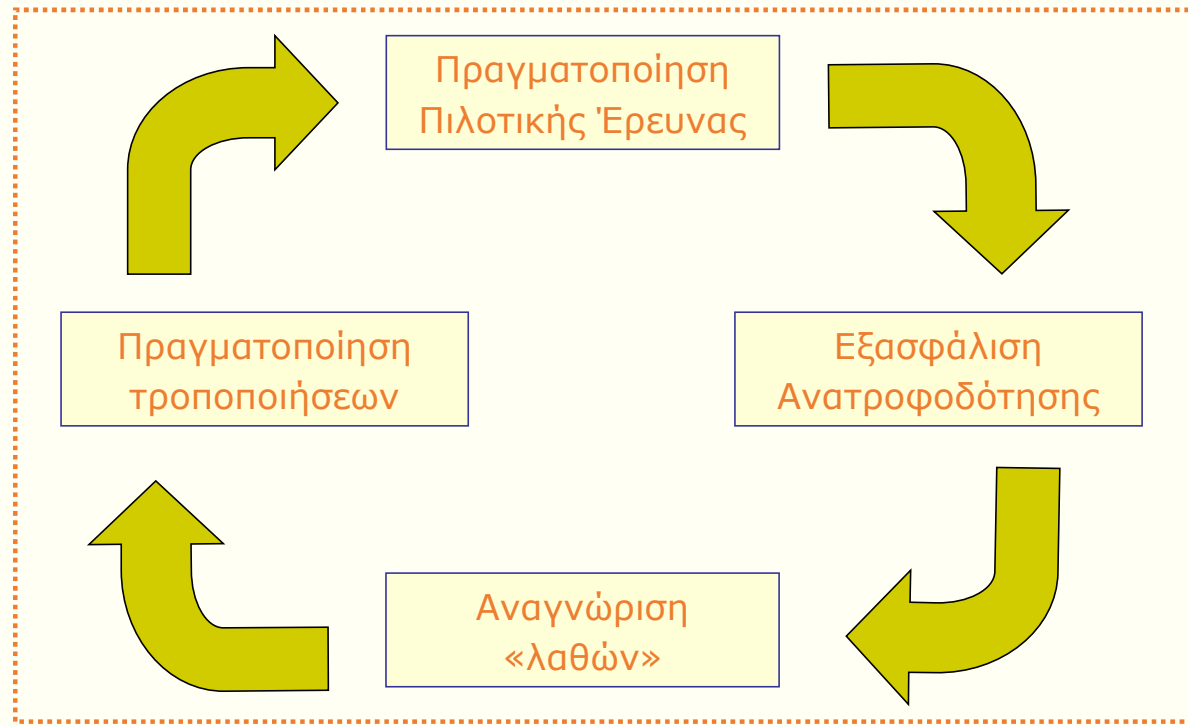 Πραγματοποίηση
Πιλοτικής Έρευνας
Πραγματοποίηση
τροποποιήσεων
Εξασφάλιση
Ανατροφοδότησης
Αναγνώριση
«λαθών»